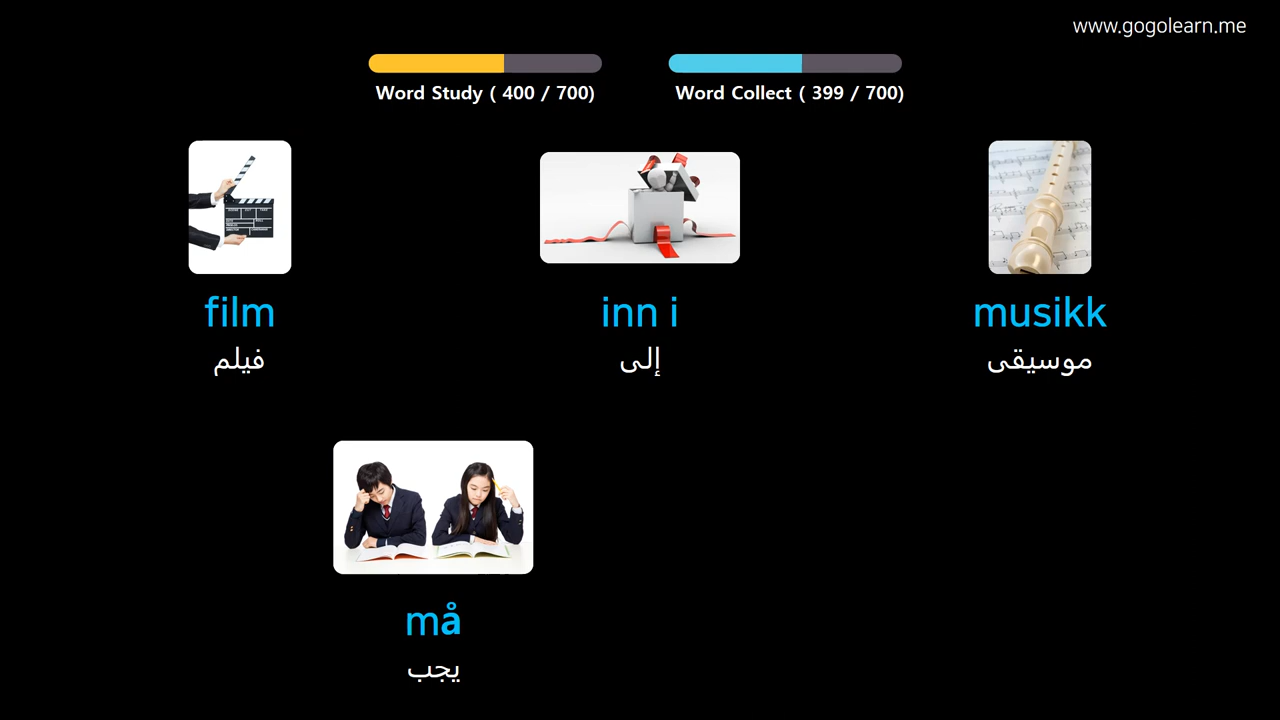 www.gogolearn.me
Word Study ( 400 / 700)
Word Collect ( 399 / 700)
film
فيلم
inn i
إلى
musikk
موسيقى
må
يجب